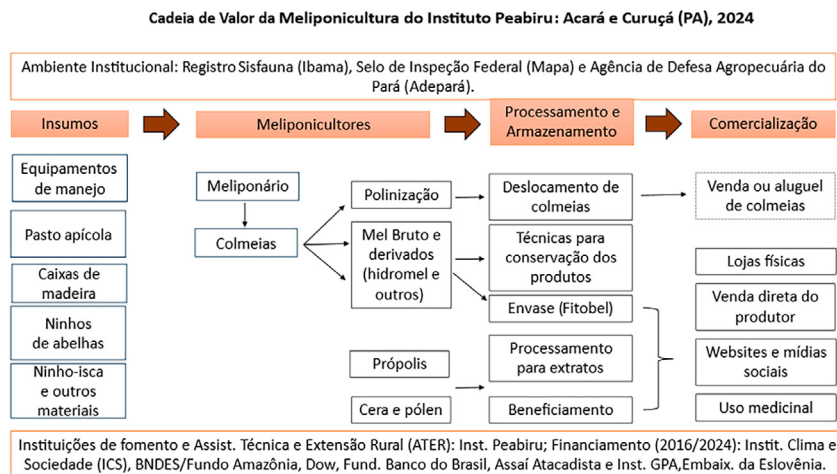 Cadeia de Valor da Meliponicultura do Instituto Peabiru: Acará e Curuçá (PA), 2024
Ambiente Institucional: Registro Sisfauna (Ibama), Selo de Inspeção Federal (Mapa) e Agência de Defesa Agropecuária do
Pará (Adepará).
Insumos
Meliponicultores
Processamento e
Armazenamento
Comercialização
Equipamentos
de manejo
Pasto apícola
Caixas de
madeira
Ninhos
de abelhas
Ninho-isca
e outros
materiais
Meliponário
Colmeias
Polinização
Mel Bruto e
derivados
(hidromel e
outros)
Própolis
Cera e pólen
Deslocamento de
colmeias
Técnicas para
conservação dos
produtos
Envase (Fitobel)
Processamento
para extratos
Beneficiamento
Venda ou aluguel
de colmeias
Lojas físicas
Venda direta do
produtor
Websites e mídias
sociais
Uso medicinal
Instituições de fomento e Assist. Técnica e Extensão Rural (ATER): Inst. Peabiru; Financiamento (2016/2024): Instit. Clima e
Sociedade (ICS), BNDES/Fundo Amazônia, Dow, Fund. Banco do Brasil, Assaí Atacadista e Inst. GPA,Embaix. da Eslovênia.